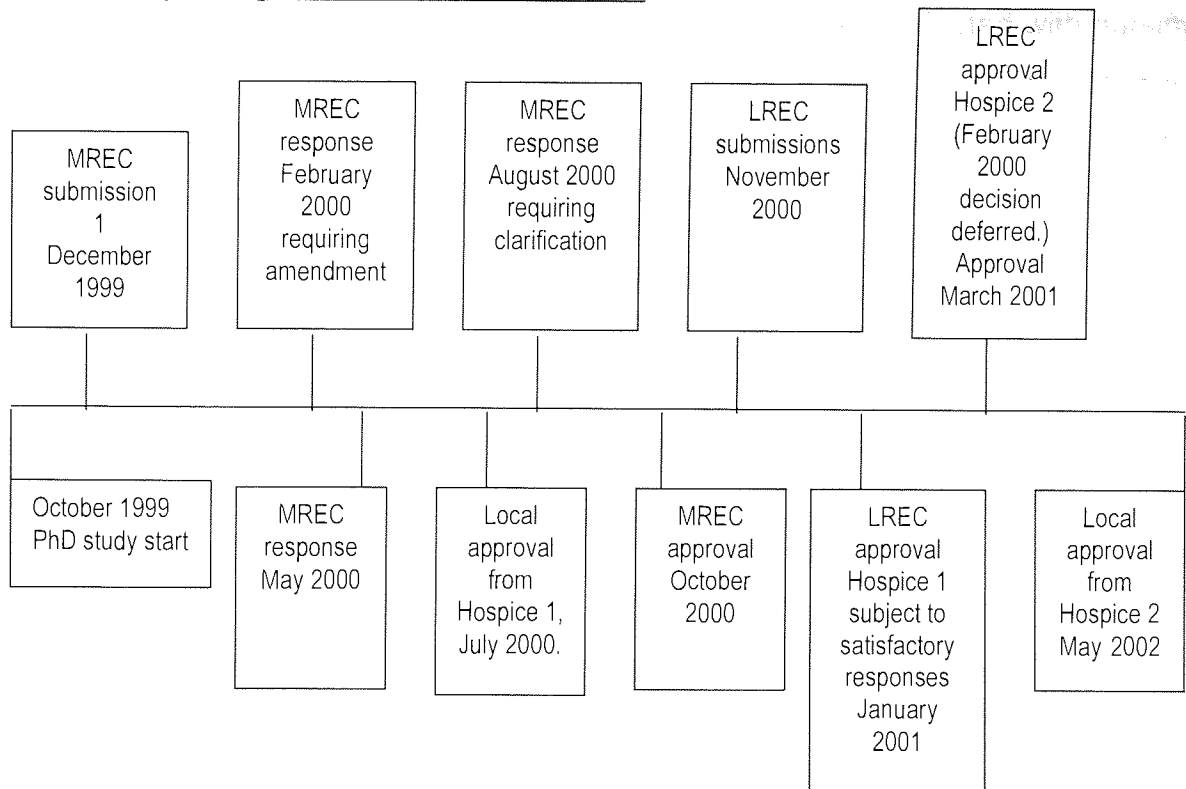 MREC
submission
1
December
1999
MREC
response
February
2000
requiring
amendment
MREC
response
August 2000
requiring
clarification
LREC
submissions
November
2000
LREC
approval
Hospice 2
(February
2000
decision
deferred.)
Approval
March 2001
October 1999
PhD study start
MREC
response
May 2000
Local
approval
from
Hospice 1,
July 2000.
MREC
approval
October
2000
LREC
approval
Hospice 1
subject to
satisfactory
responses
January
2001
Local
approval
from
Hospice 2
May 2002